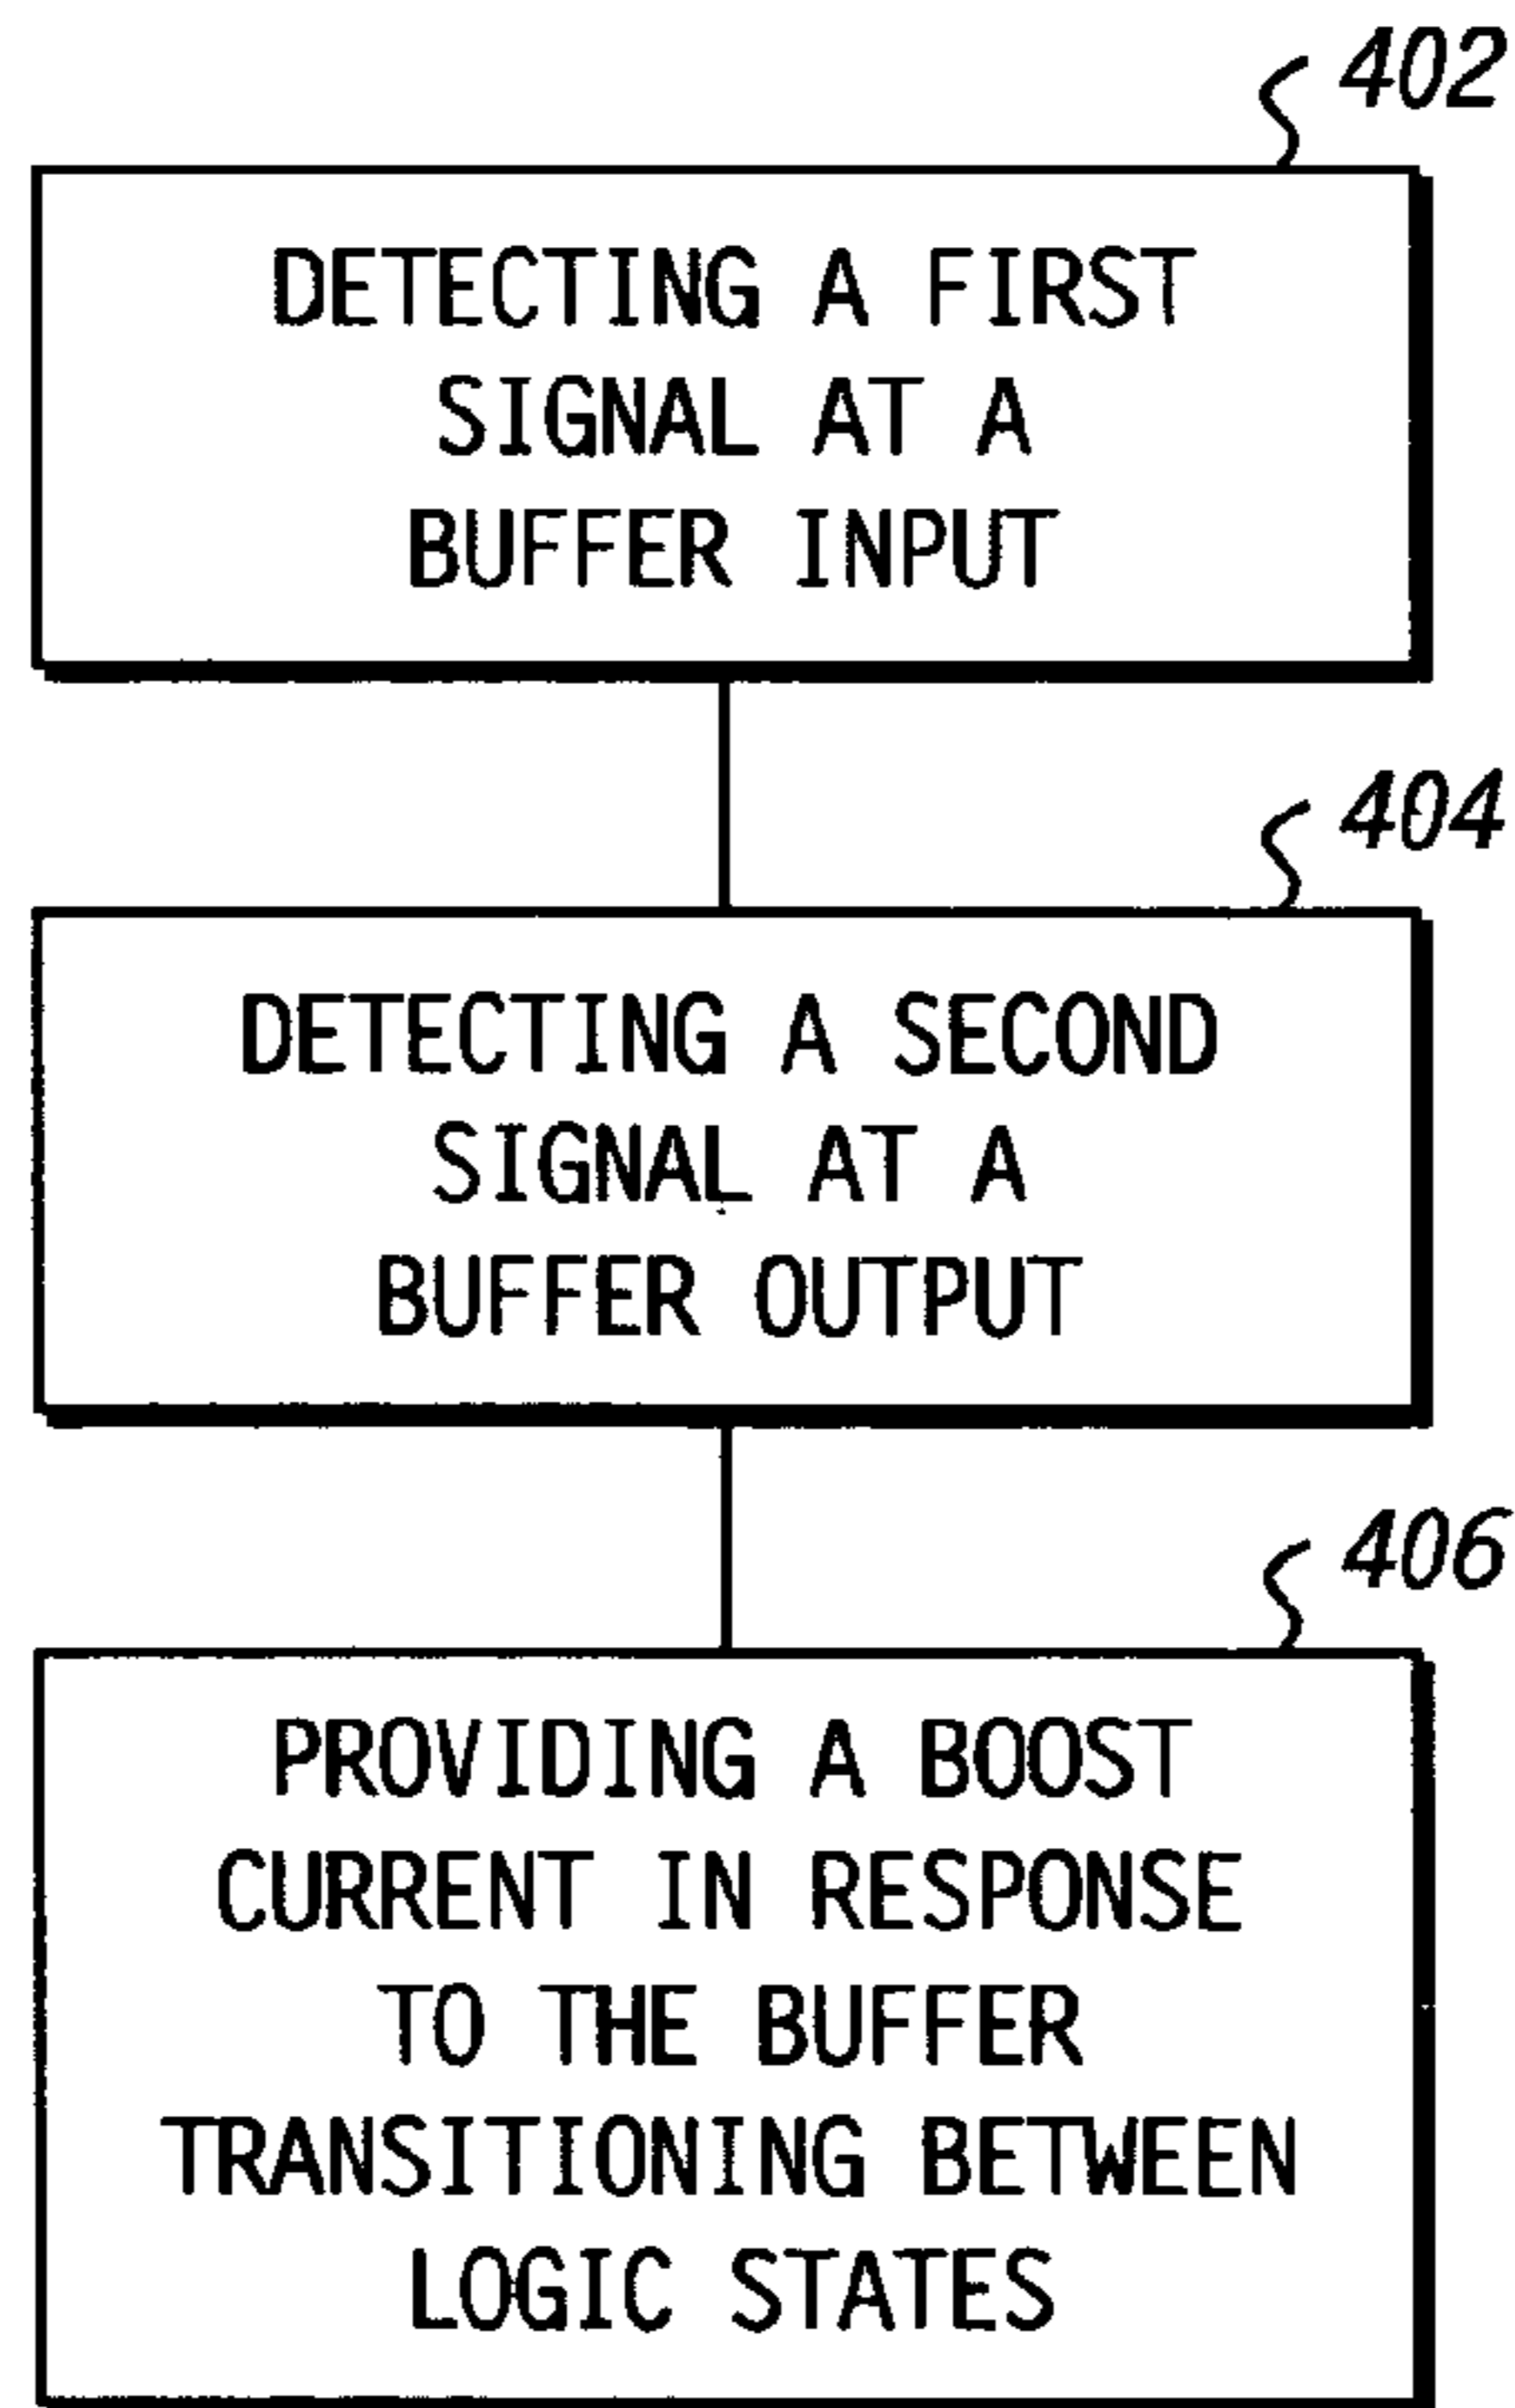 402
DETECTING A FIRST
SIGNAL AT A
BUFFER INPUT
404
DETECTING A SECOND
SIGNAL AT A
BUFFER OUTPUT
406
PROVIDING A BOOST
CURRENT IN RESPONSE
TO THE BUFFER
TRANSITIONING BETWEEN
LOGIC STATES